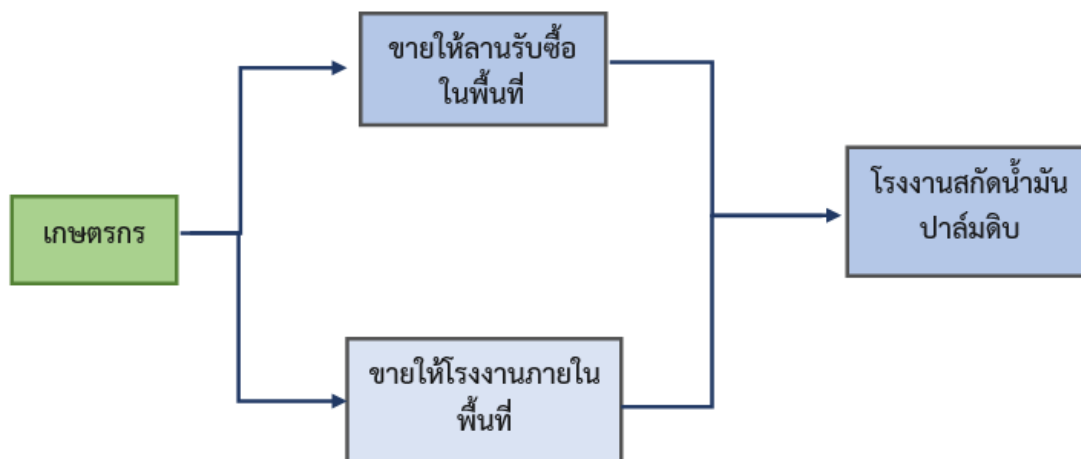 ขายให้ลานรับซื้อ
ในพื้นที่
โรงงานสกัดน้ำมัน
ปาล์มดิบ
เกษตรกร
ขายให้โรงงานภายใน
พื้นที่